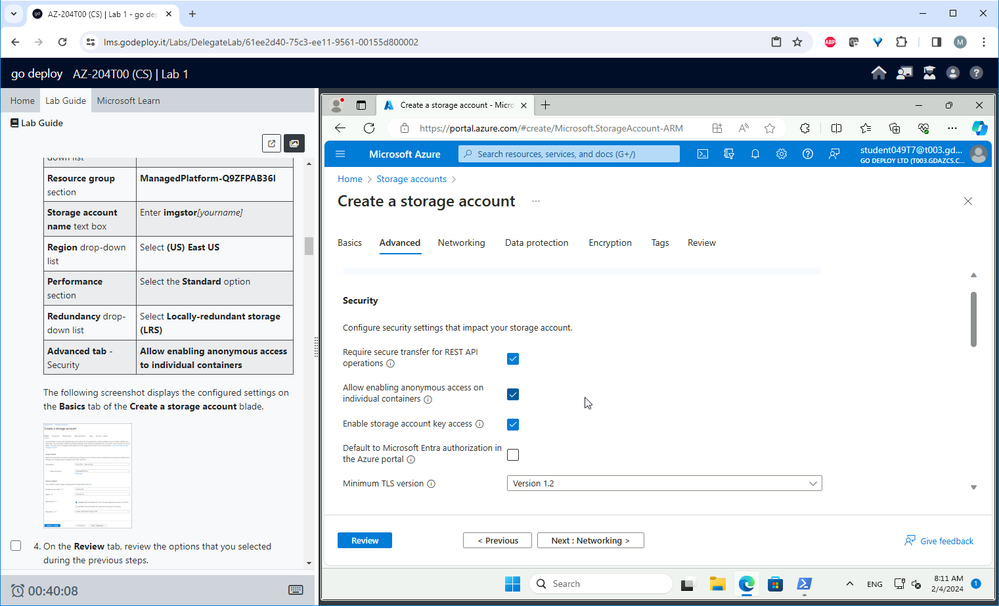 AZ-204T00 (CS) | Lab 1 - go dep
lms.godeploy.it/Labs/DelegateLab/61ee2d40-75c3-ee11-9561-00155d800002
ABP
M
go deploy AZ-204T00 (CS) | Lab 1
Home Lab Guide Microsoft Learn
Lab Guide
down list
Resource group section ManagedPlatform-Q9ZFPAB36I
Storage account name text box Enter imgstor[yourname]
Region drop-down list Select (US) East US
Performance section Select the Standard option
Redundancy drop-down list Select Locally-redundant storage (LRS)
Advanced tab - Security Allow enabling anonymous access to individual containers
The following screenshot displays the configured settings on
the Basics tab of the Create a storage account blade.
Create a storage account
4. On the Review tab, review the options that you selected
during the previous steps.
00:40:08
Create a storage account - Micro
https://portal.azure.com/#create/Microsoft.StorageAccount-ARM
Microsoft Azure
Search resources, services, and docs (G+/)
student049T7@t003.gd...
GO DEPLOY LTD (T003.GDAZCS.C...
Home > Storage accounts >
Create a storage account ...
Basics Advanced Networking Data protection Encryption Tags Review
Security
Configure security settings that impact your storage account.
Require secure transfer for REST API
operations
Allow enabling anonymous access on
individual containers
Enable storage account key access
Default to Microsoft Entra authorization in
the Azure portal
Minimum TLS version
Version 1.2
Review
< Previous
Next : Networking >
Give feedback
Search
ENG
8:11 AM
2/4/2024
1